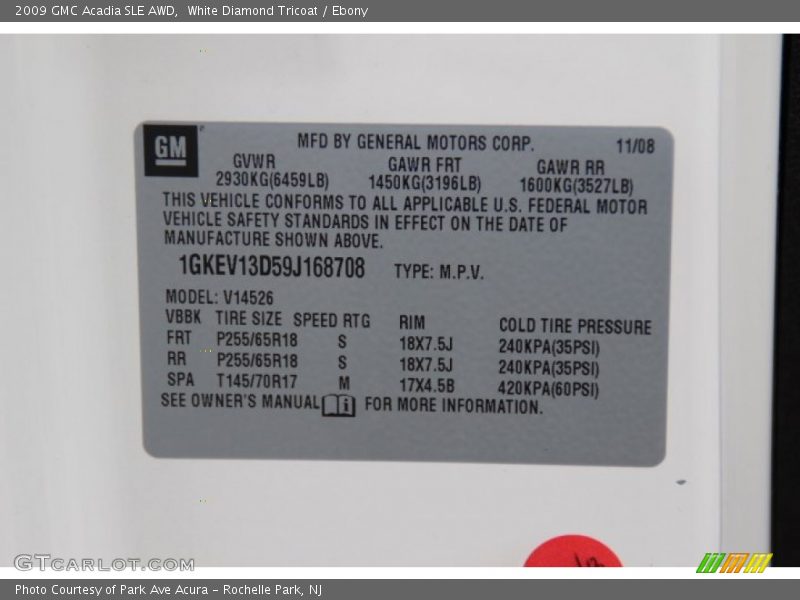 2009 GMC Acadia SLE AWD,  White Diamond Tricoat / Ebony
GM
MFD BY GENERAL MOTORS CORP. 11/08
GVWR GAWR FRT GAWR RR
2930KG(6459LB) 1450KG(3196LB) 1600KG(3527LB)
THIS VEHICLE CONFORMS TO ALL APPLICABLE U.S. FEDERAL MOTOR
VEHICLE SAFETY STANDARDS IN EFFECT ON THE DATE OF
MANUFACTURE SHOWN ABOVE.
1GKEV13D59J168708 TYPE: M.P.V.
MODEL: V14526
VBBK TIRE SIZE SPEED RTG RIM COLD TIRE PRESSURE
FRT P255/65R18 S 18X7.5J 240KPA(35PSI)
RR P255/65R18 S 18X7.5J 240KPA(35PSI)
SPA T145/70R17 M 17X4.5B 420KPA(60PSI)
SEE OWNER'S MANUAL FOR MORE INFORMATION.
GTCARLOT.COM
Photo Courtesy of Park Ave Acura - Rochelle Park, NJ